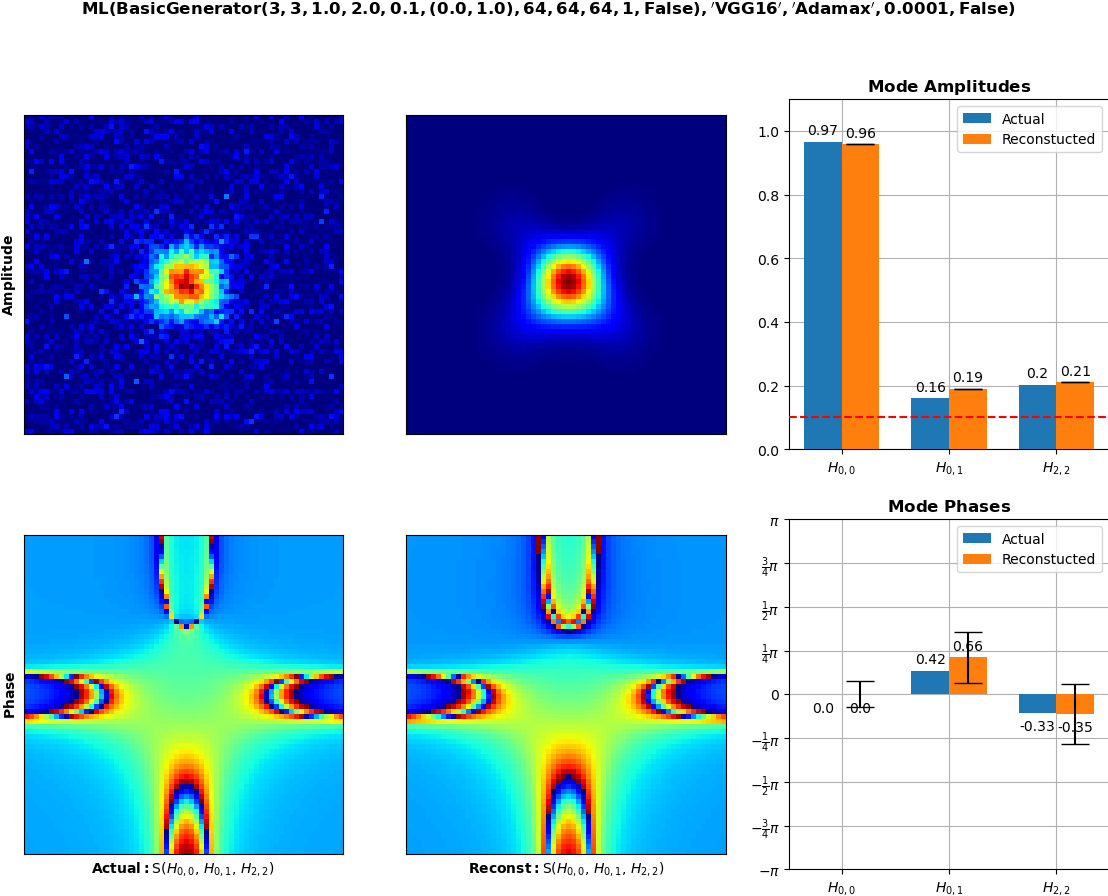 ML(BasicGenerator(3, 3, 1.0, 2.0, 0.1, (0.0, 1.0), 64, 64, 64, 1, False), ′VGG16′, ′Adamax′, 0.0001, False)
Amplitude
Mode Amplitudes
Actual
Reconstucted
1.0
0.8
0.6
0.4
0.2
0.0
0.97 0.96
0.16 0.19
0.2 0.21
H0,0 H0,1 H2,2
Phase
Actual: S(H0,0, H0,1, H2,2)
Reconst: S(H0,0, H0,1, H2,2)
Mode Phases
Actual
Reconstucted
π
3/4π
1/2π
1/4π
0
−1/4π
−1/2π
−3/4π
−π
0.0 -0.0
0.42 0.66
-0.33 -0.35
H0,0 H0,1 H2,2